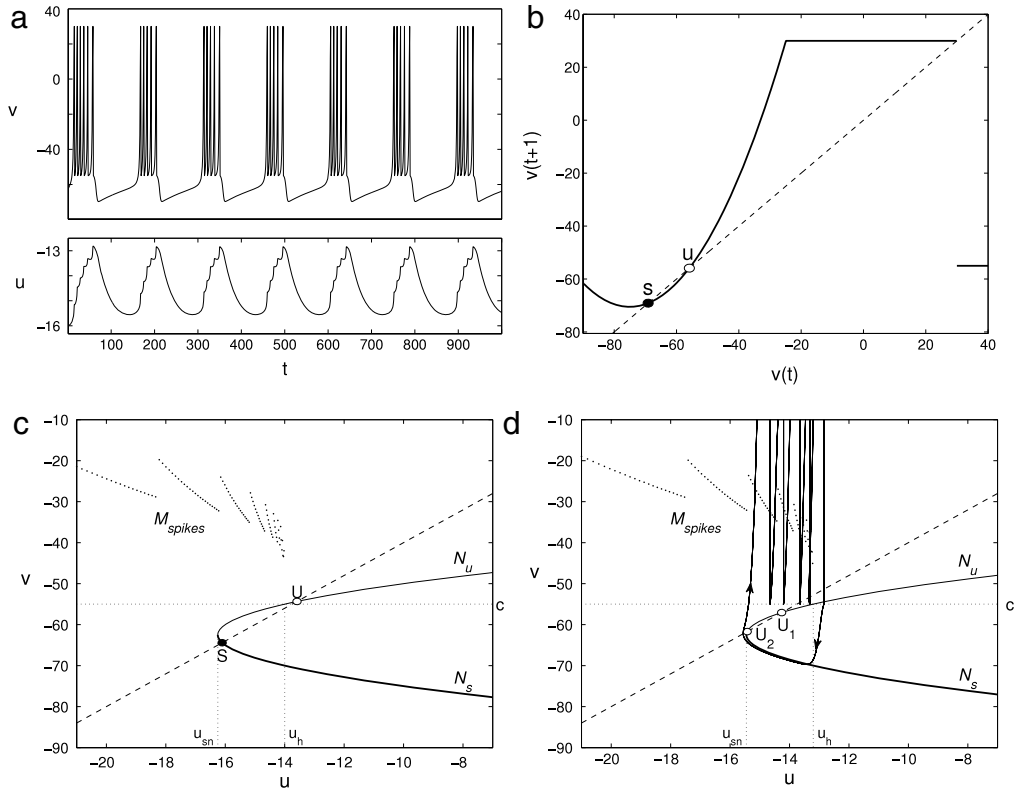 a
40
0
−40
v
−13
−16
u
100 200 300 400 500 600 700 800 900
t
b
40
20
0
−20
−40
−60
−80
v(t+1)
u
s
−80 −60 −40 −20 0 20 40
v(t)
c
−10
−20
−30
−40
−50
−60
−70
−80
−90
v
M_spikes
N_u
U
c
S
N_s
u_sn
u_h
−20 −18 −16 −14 −12 −10 −8
u
d
−10
−20
−30
−40
−50
−60
−70
−80
−90
v
M_spikes
N_u
c
U_1
U_2
N_s
u_sn
u_h
−20 −18 −16 −14 −12 −10 −8
u